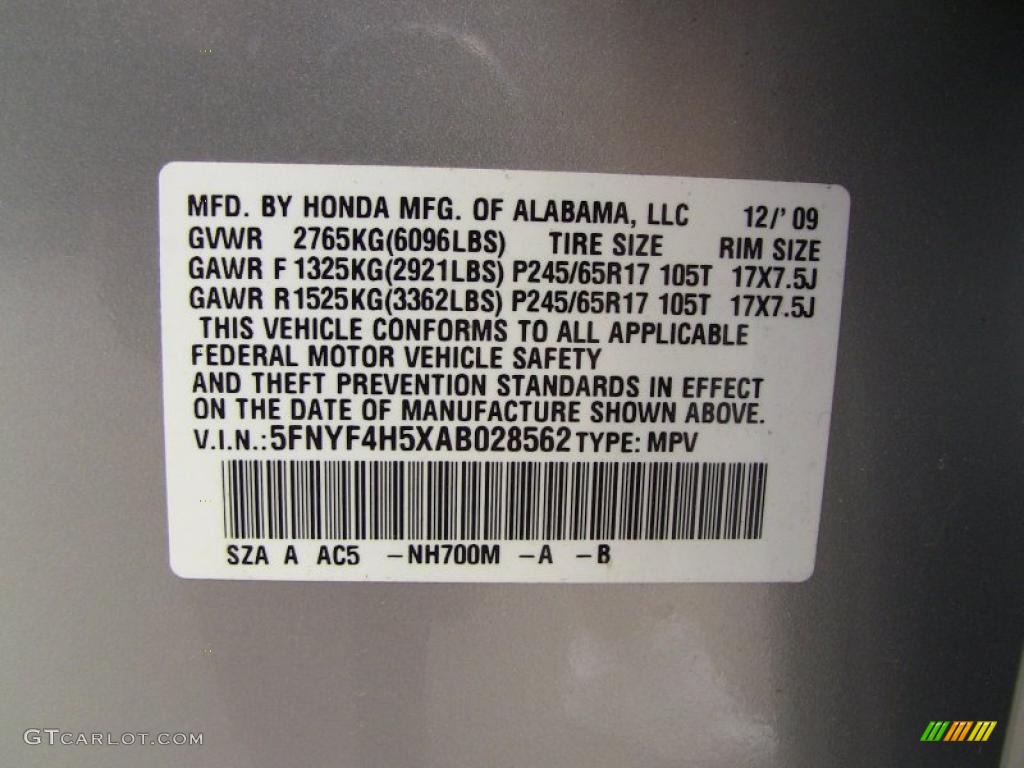 MFD. BY HONDA MFG. OF ALABAMA, LLC 12/'09
GVWR 2765KG(6096LBS) TIRE SIZE RIM SIZE
GAWR F 1325KG(2921LBS) P245/65R17 105T 17X7.5J
GAWR R1525KG(3362LBS) P245/65R17 105T 17X7.5J
THIS VEHICLE CONFORMS TO ALL APPLICABLE
FEDERAL MOTOR VEHICLE SAFETY
AND THEFT PREVENTION STANDARDS IN EFFECT
ON THE DATE OF MANUFACTURE SHOWN ABOVE.
V.I.N.:5FNYF4H5XAB028562 TYPE: MPV
SZA A AC5 -NH700M -A -B
GTCARLOT.COM